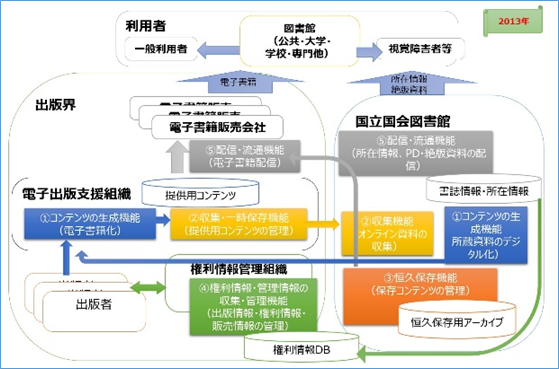 2013年
利用者
図書館
(公共・大学・
学校・専門他)
一般利用者
視覚障害者等
電子書籍
所在情報
絶版資料
出版界
電子書籍販売
電子書籍販売
電子書籍販売会社
⑤配信・流通機能
(電子書籍配信)
国立国会図書館
⑤配信・流通機能
(所在情報、PD・絶版資料の配
信)
電子出版支援組織
提供用コンテンツ
書誌情報・所在情報
①コンテンツの生成機能
(電子書籍化)
②収集・一時保存機能
(提供用コンテンツの管理)
②収集機能
オンライン資料の
収集)
①コンテンツの生
成機能
所蔵資料のデジ
タル化)
権利情報管理組織
④権利情報・管理情報の
収集・管理機能
(出版情報・権利情報・
販売情報の管理)
③恒久保存機能
(保存コンテンツの管理)
出版者
恒久保存用アーカイブ
権利情報DB